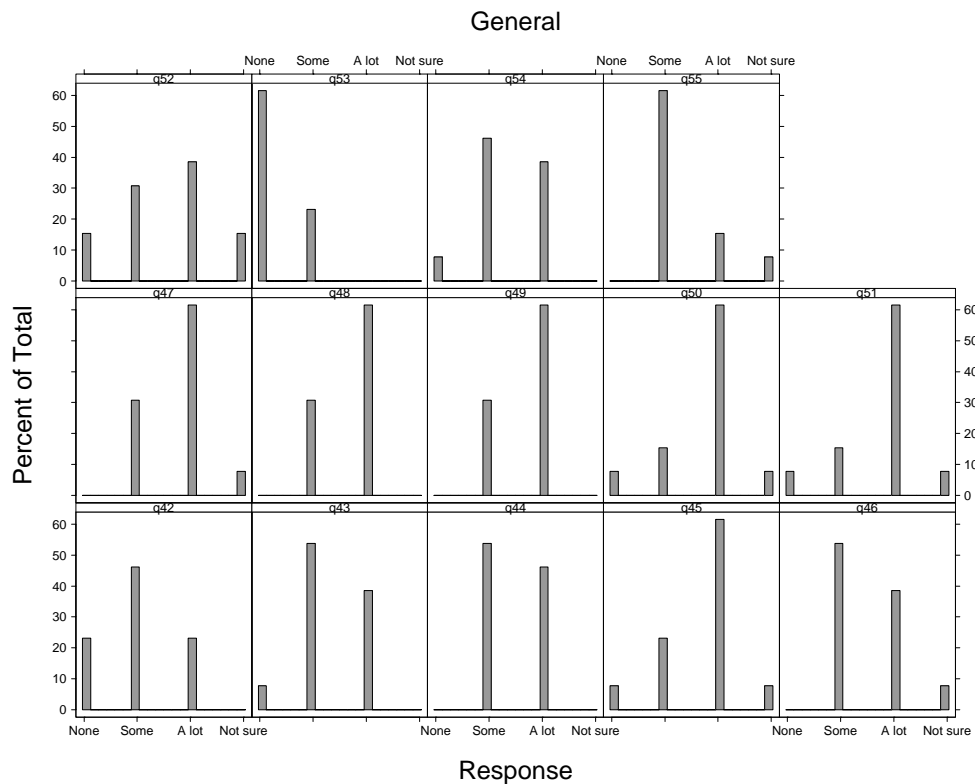 General
None Some A lot Not sure None Some A lot Not sure
q52 q53 q54 q55
60
50
40
30
20
10
0
q47 q48 q49 q50 q51
60
50
40
30
20
10
0
q42 q43 q44 q45 q46
60
50
40
30
20
10
0
None Some A lot Not sure None Some A lot Not sure None Some A lot Not sure
Percent of Total
Response